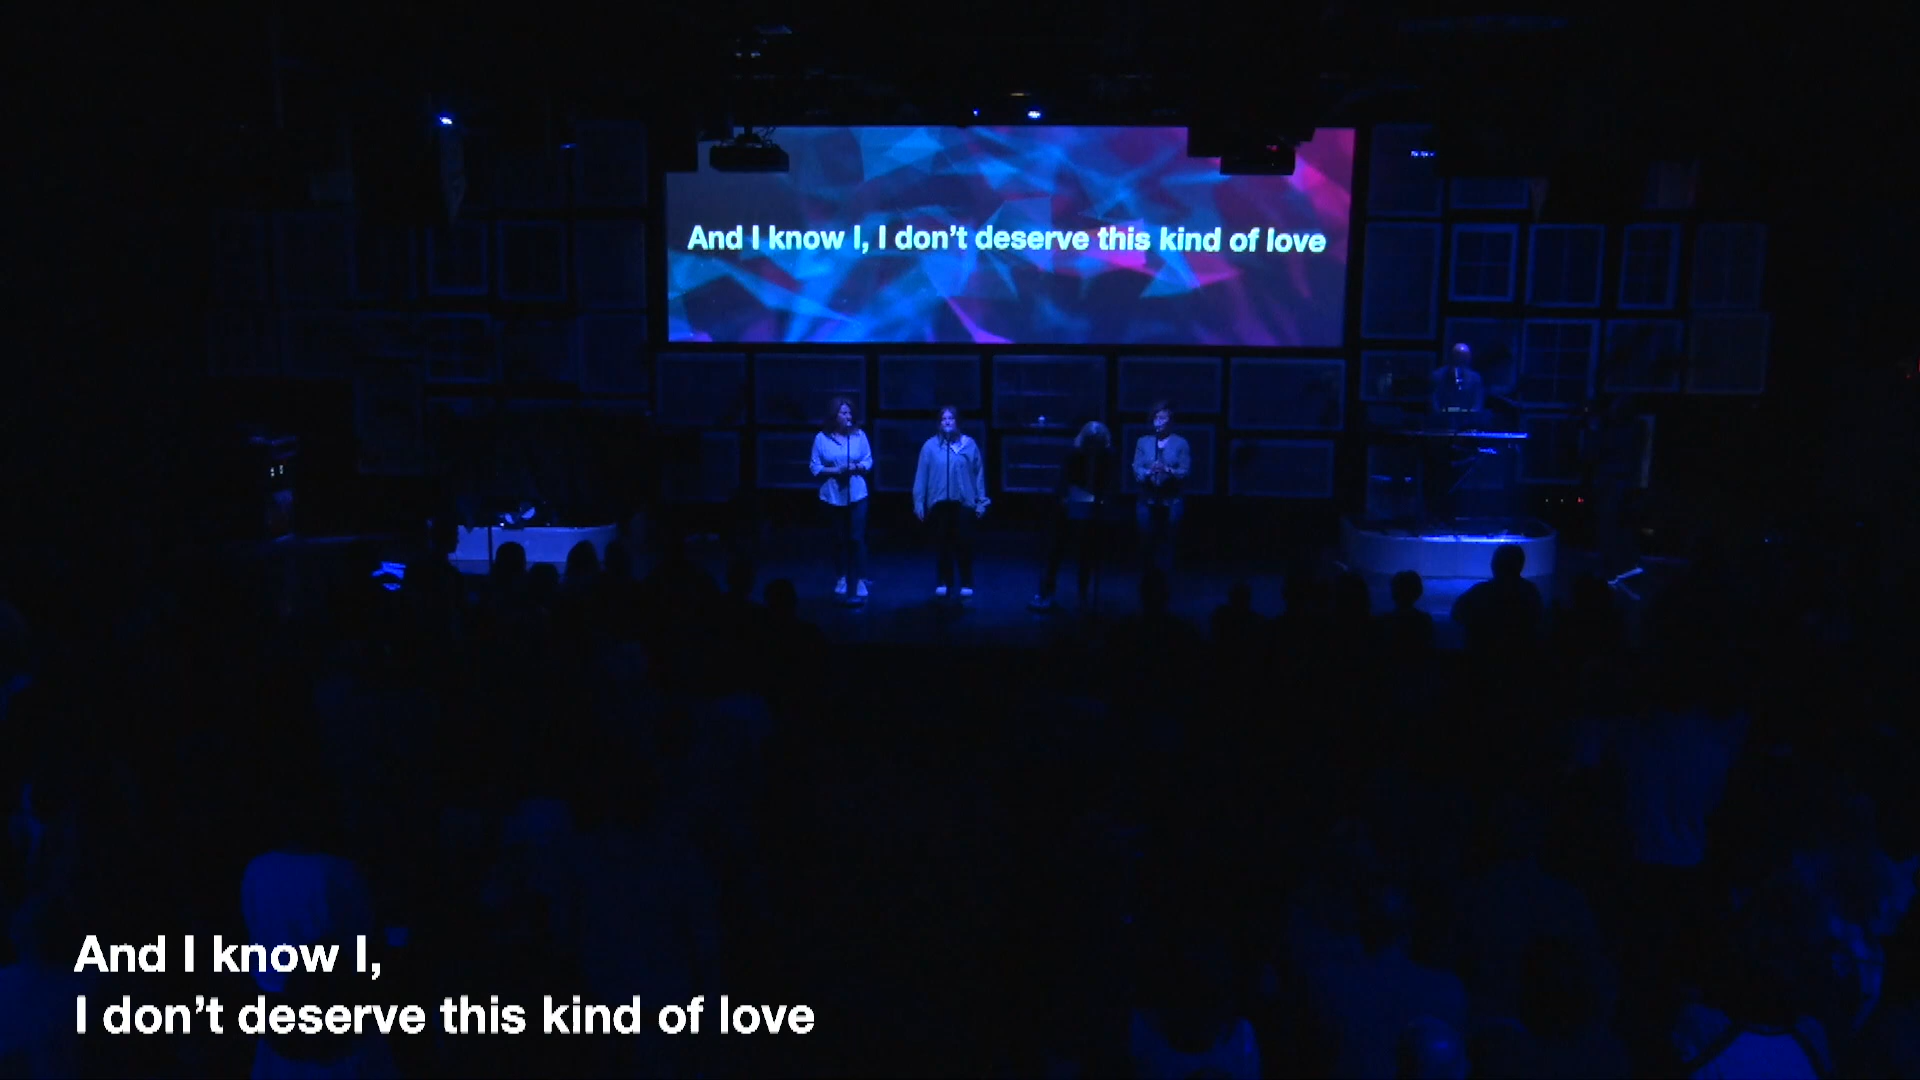 And I know I, I don't deserve this kind of love
And I know I,
I don't deserve this kind of love